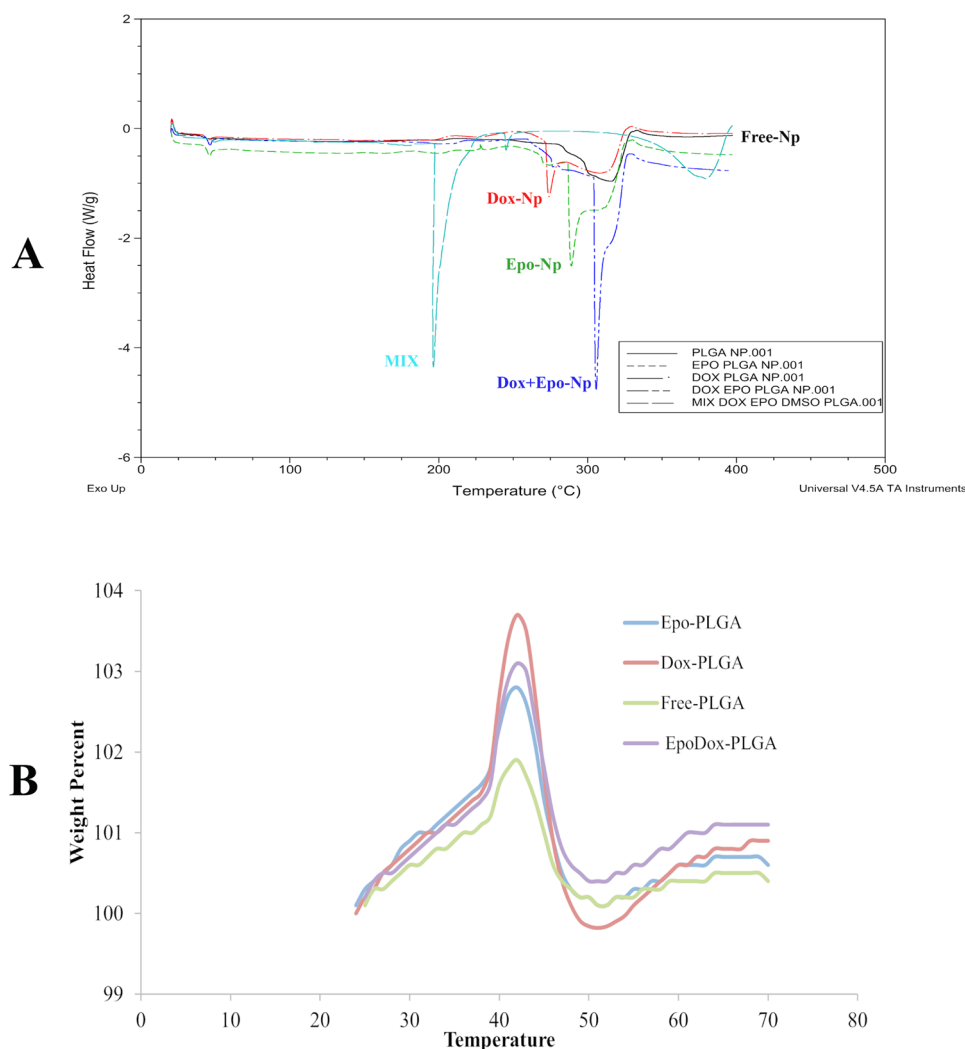 A
2
0
-2
-4
-6
Heat Flow (W/g)
Free-Np
Dox-Np
Epo-Np
MIX
Dox+Epo-Np
PLGA NP.001
EPO PLGA NP.001
DOX PLGA NP.001
DOX EPO PLGA NP.001
MIX DOX EPO DMSO PLGA.001
0 100 200 300 400 500
Exo Up Temperature (°C) Universal V4.5A TA Instruments
B
104
103
102
101
100
99
Weight Percent
Epo-PLGA
Dox-PLGA
Free-PLGA
EpoDox-PLGA
0 10 20 30 40 50 60 70 80
Temperature